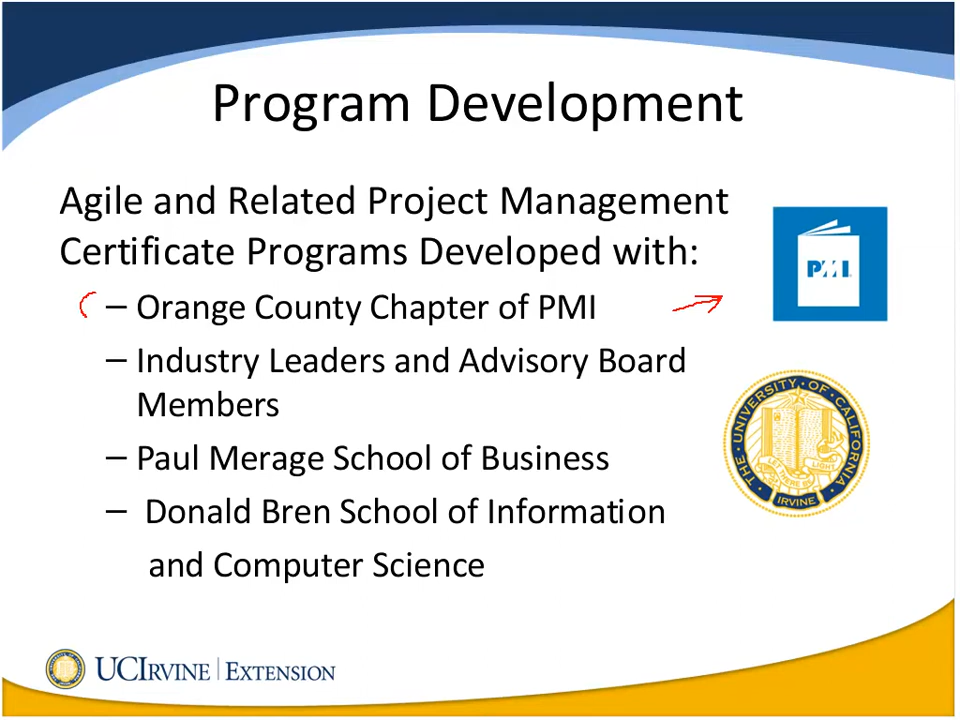 Program Development
Agile and Related Project Management
Certificate Programs Developed with:
– Orange County Chapter of PMI
– Industry Leaders and Advisory Board
Members
– Paul Merage School of Business
– Donald Bren School of Information
and Computer Science
PMI
THE UNIVERSITY OF CALIFORNIA
LET THERE BE LIGHT
IRVINE
UCIRVINE | EXTENSION